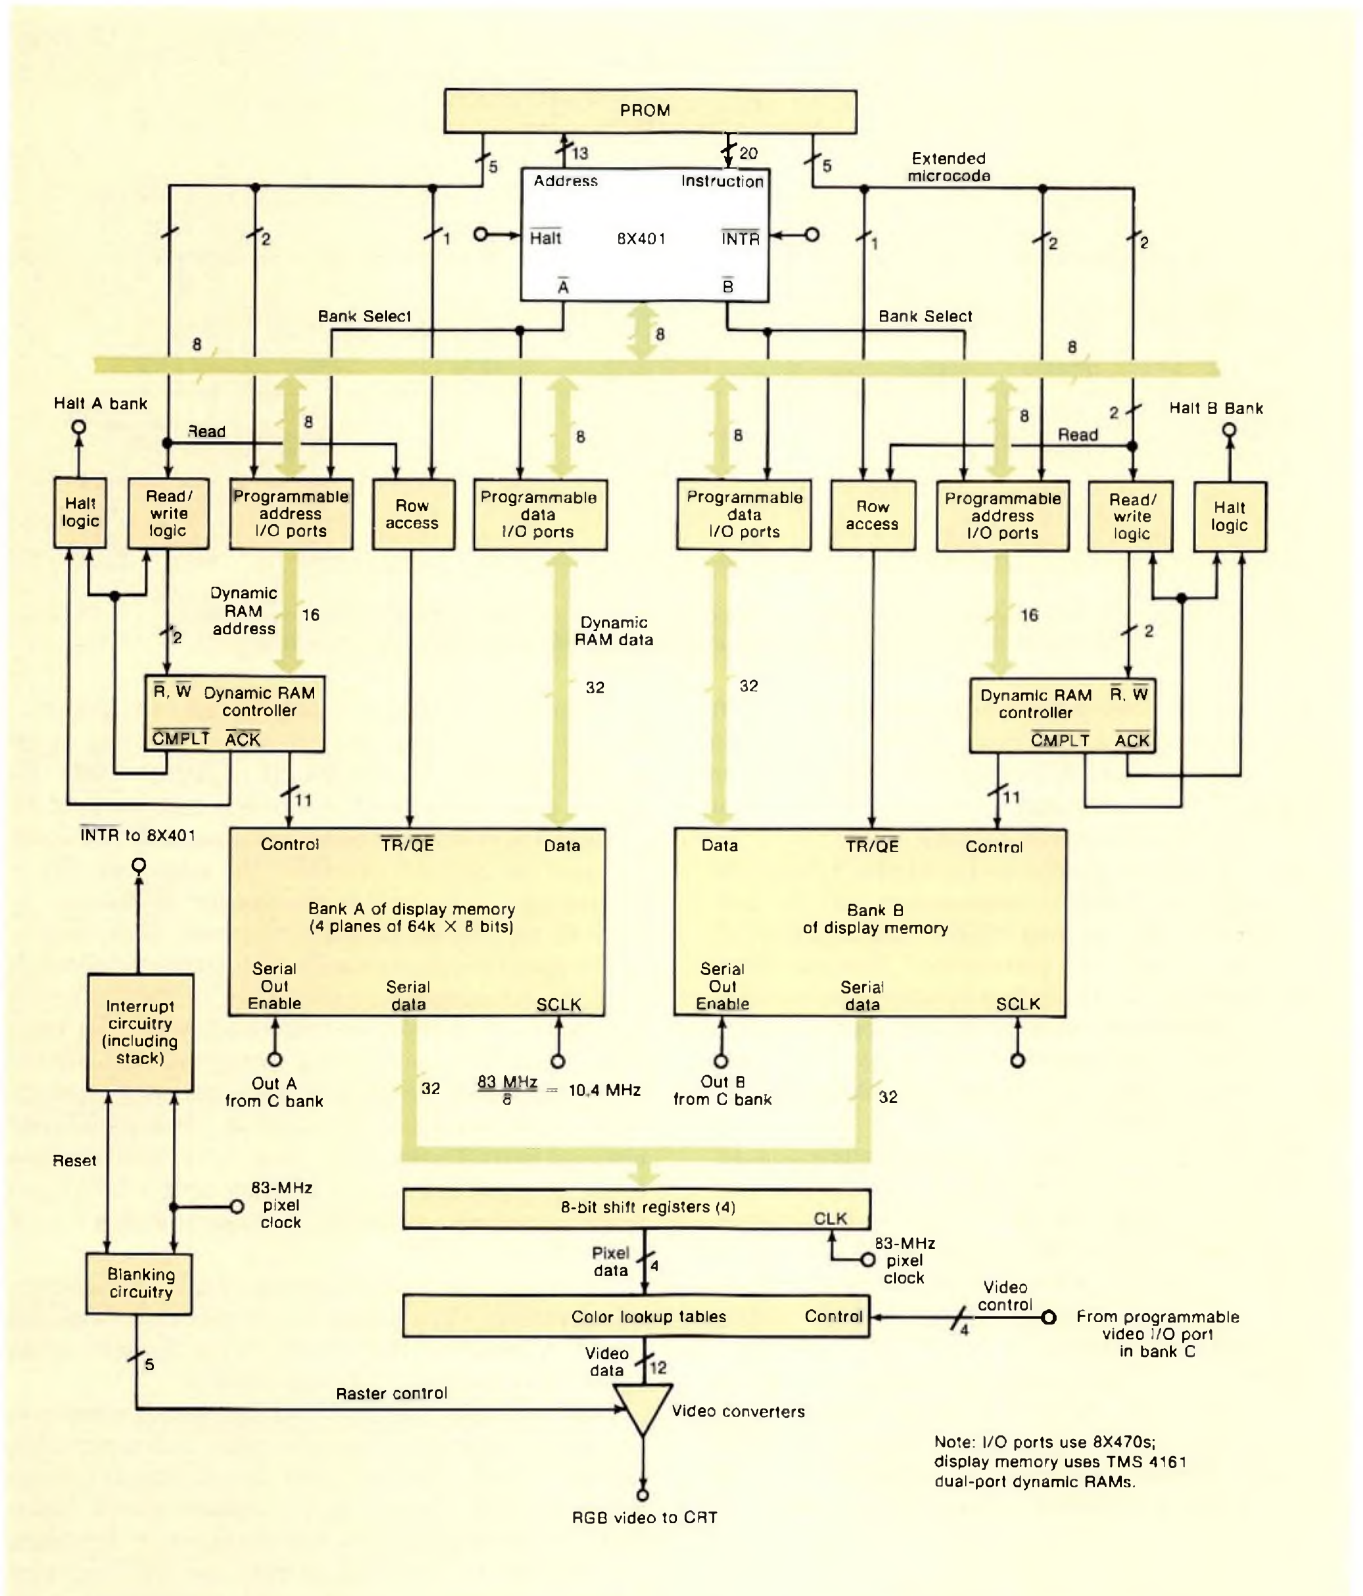 PROM
5
13
20
5
Extended
microcode
Address
Instruction
2
1
Halt
8X401
INTR
1
2
2
A
B
Bank Select
Bank Select
8
8
8
Halt A bank
8
8
8
8
2
Halt B Bank
Read
Read
Halt
logic
Read/
write
logic
Programmable
address
I/O ports
Row
access
Programmable
data
I/O ports
Programmable
data
I/O ports
Row
access
Programmable
address
I/O ports
Read/
write
logic
Halt
logic
Dynamic
RAM
address
16
2
Dynamic
RAM data
32
32
16
2
R, W Dynamic RAM
controller
CMPLT ACK
Dynamic RAM R, W
controller
CMPLT ACK
11
11
INTR to 8X401
Control
TR/QE
Data
Data
TR/QE
Control
Bank A of display memory
(4 planes of 64k × 8 bits)
Bank B
of display memory
Serial
Out
Enable
Serial
data
SCLK
Serial
Out
Enable
Serial
data
SCLK
Interrupt
circuitry
(including
stack)
Out A
from C bank
32
83 MHz
8
= 10.4 MHz
Out B
from C bank
32
Reset
83-MHz
pixel
clock
8-bit shift registers (4)
CLK
83-MHz
pixel
clock
Pixel
data
4
Blanking
circuitry
Color lookup tables
Control
Video
control
4
From programmable
video I/O port
in bank C
Video
data
12
5
Raster control
Video converters
Note: I/O ports use 8X470s;
display memory uses TMS 4161
dual-port dynamic RAMs.
RGB video to CRT